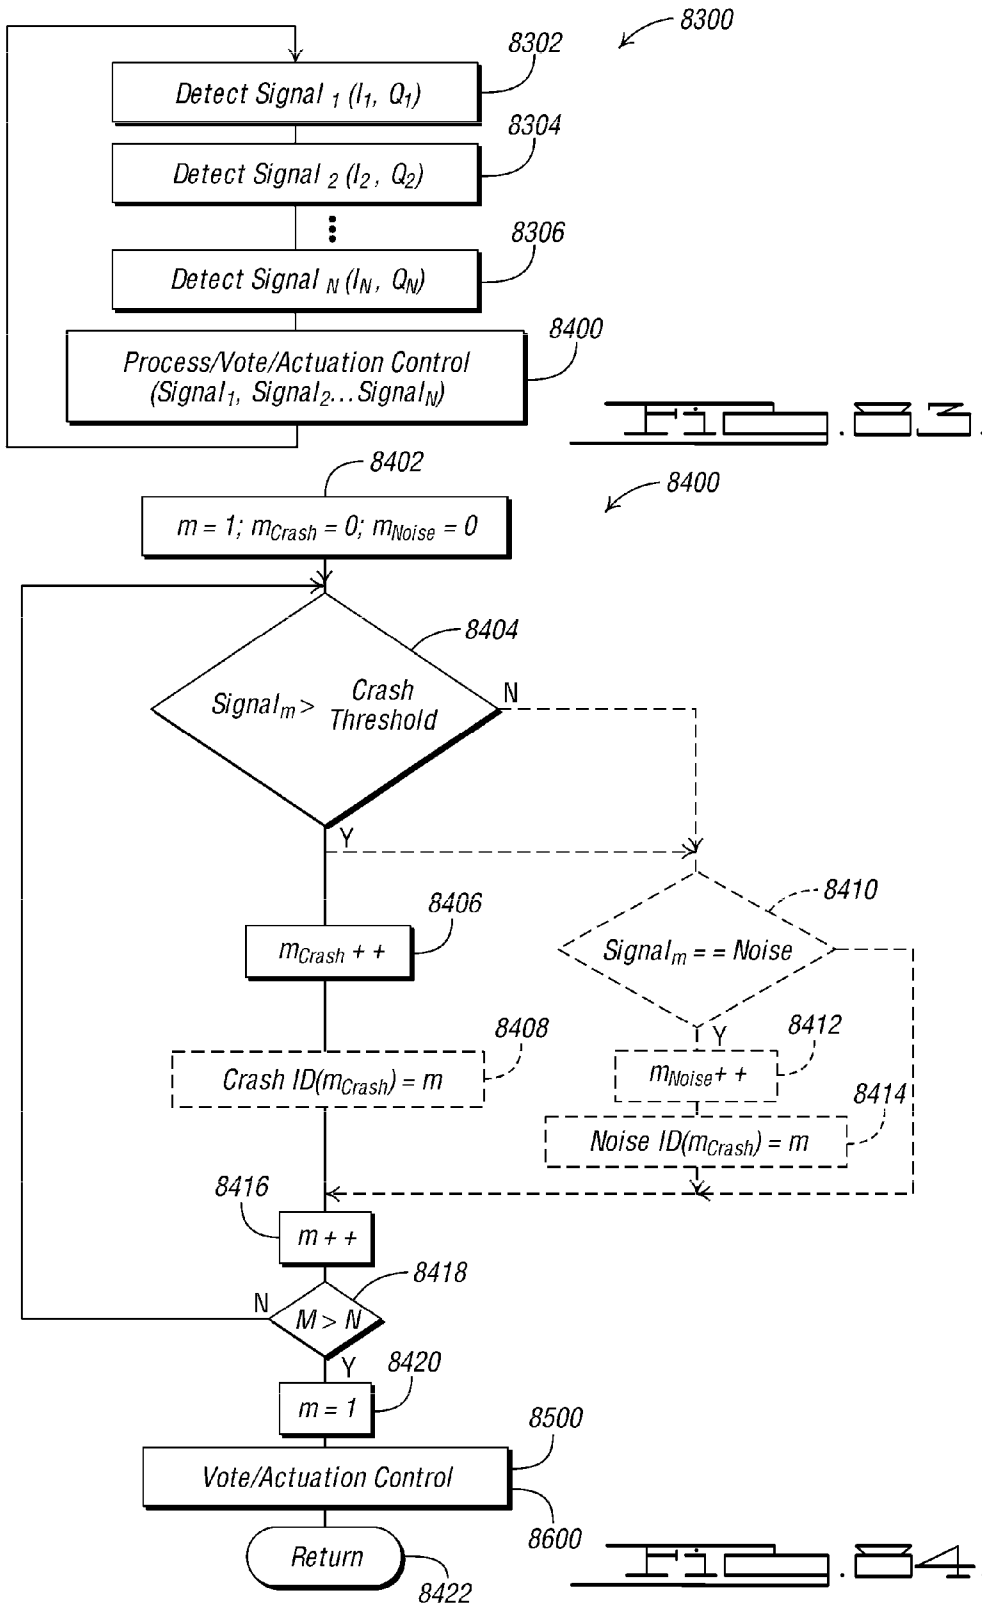 8300
8302
Detect Signal 1 (I1, Q1)
8304
Detect Signal 2 (I2, Q2)
8306
Detect Signal N (IN, QN)
8400
Process/Vote/Actuation Control
(Signal1, Signal2...SignalN)
Fig. 83.
8402
8400
m = 1; mCrash = 0; mNoise = 0
8404
Signalm > Crash
Threshold
N
Y
8410
8406
mCrash + +
Signalm = = Noise
8412
Y
8408
Crash ID(mCrash) = m
mNoise+ +
8414
Noise ID(mCrash) = m
8416
m + +
8418
N
M > N
Y
8420
m = 1
8500
Vote/Actuation Control
8600
Return
8422
Fig. 84.